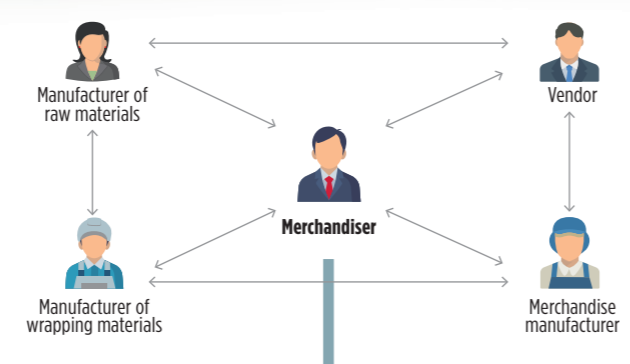 Manufacturer of
raw materials
Vendor
Merchandiser
Manufacturer of
wrapping materials
Merchandise
manufacturer